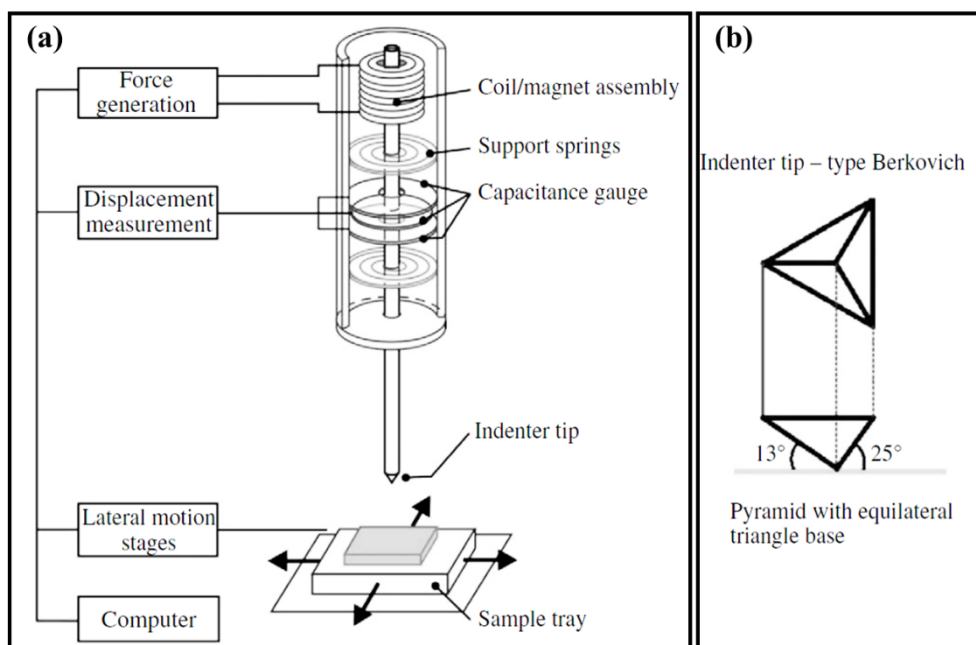 (a)
Force
generation
Coil/magnet assembly
Support springs
Capacitance gauge
Displacement
measurement
Indenter tip
Lateral motion
stages
Sample tray
Computer
(b)
Indenter tip – type Berkovich
13°
25°
Pyramid with equilateral
triangle base